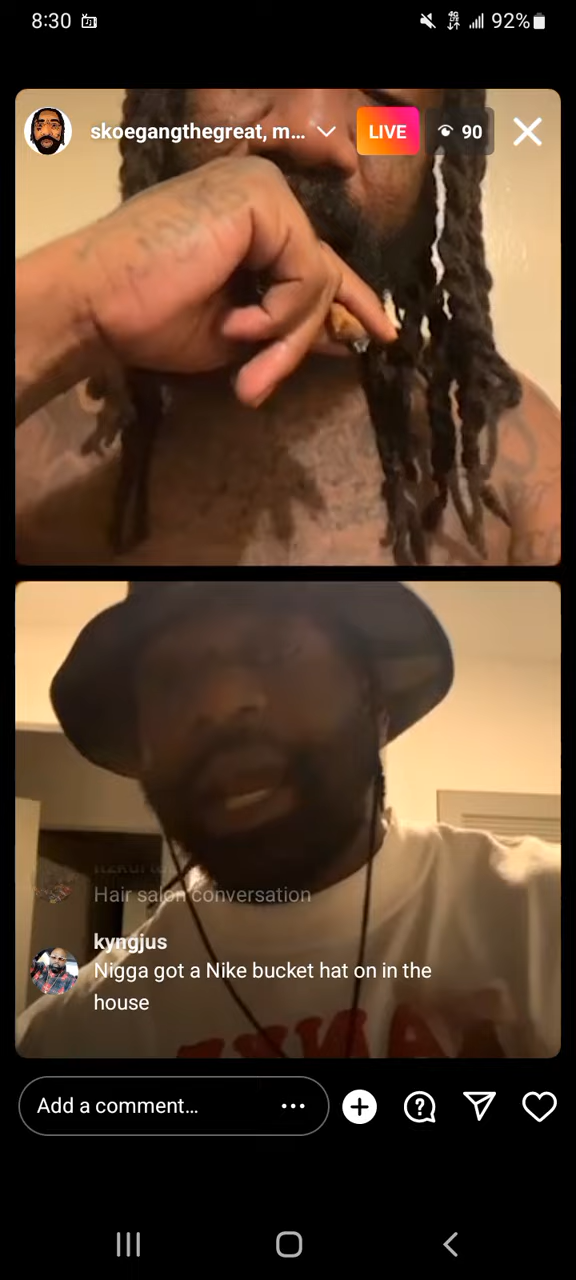 8:30
92%
skoegangthegreat, m...
LIVE
90
Hair salon conversation
kyngjus
Nigga got a Nike bucket hat on in the
house
Add a comment...